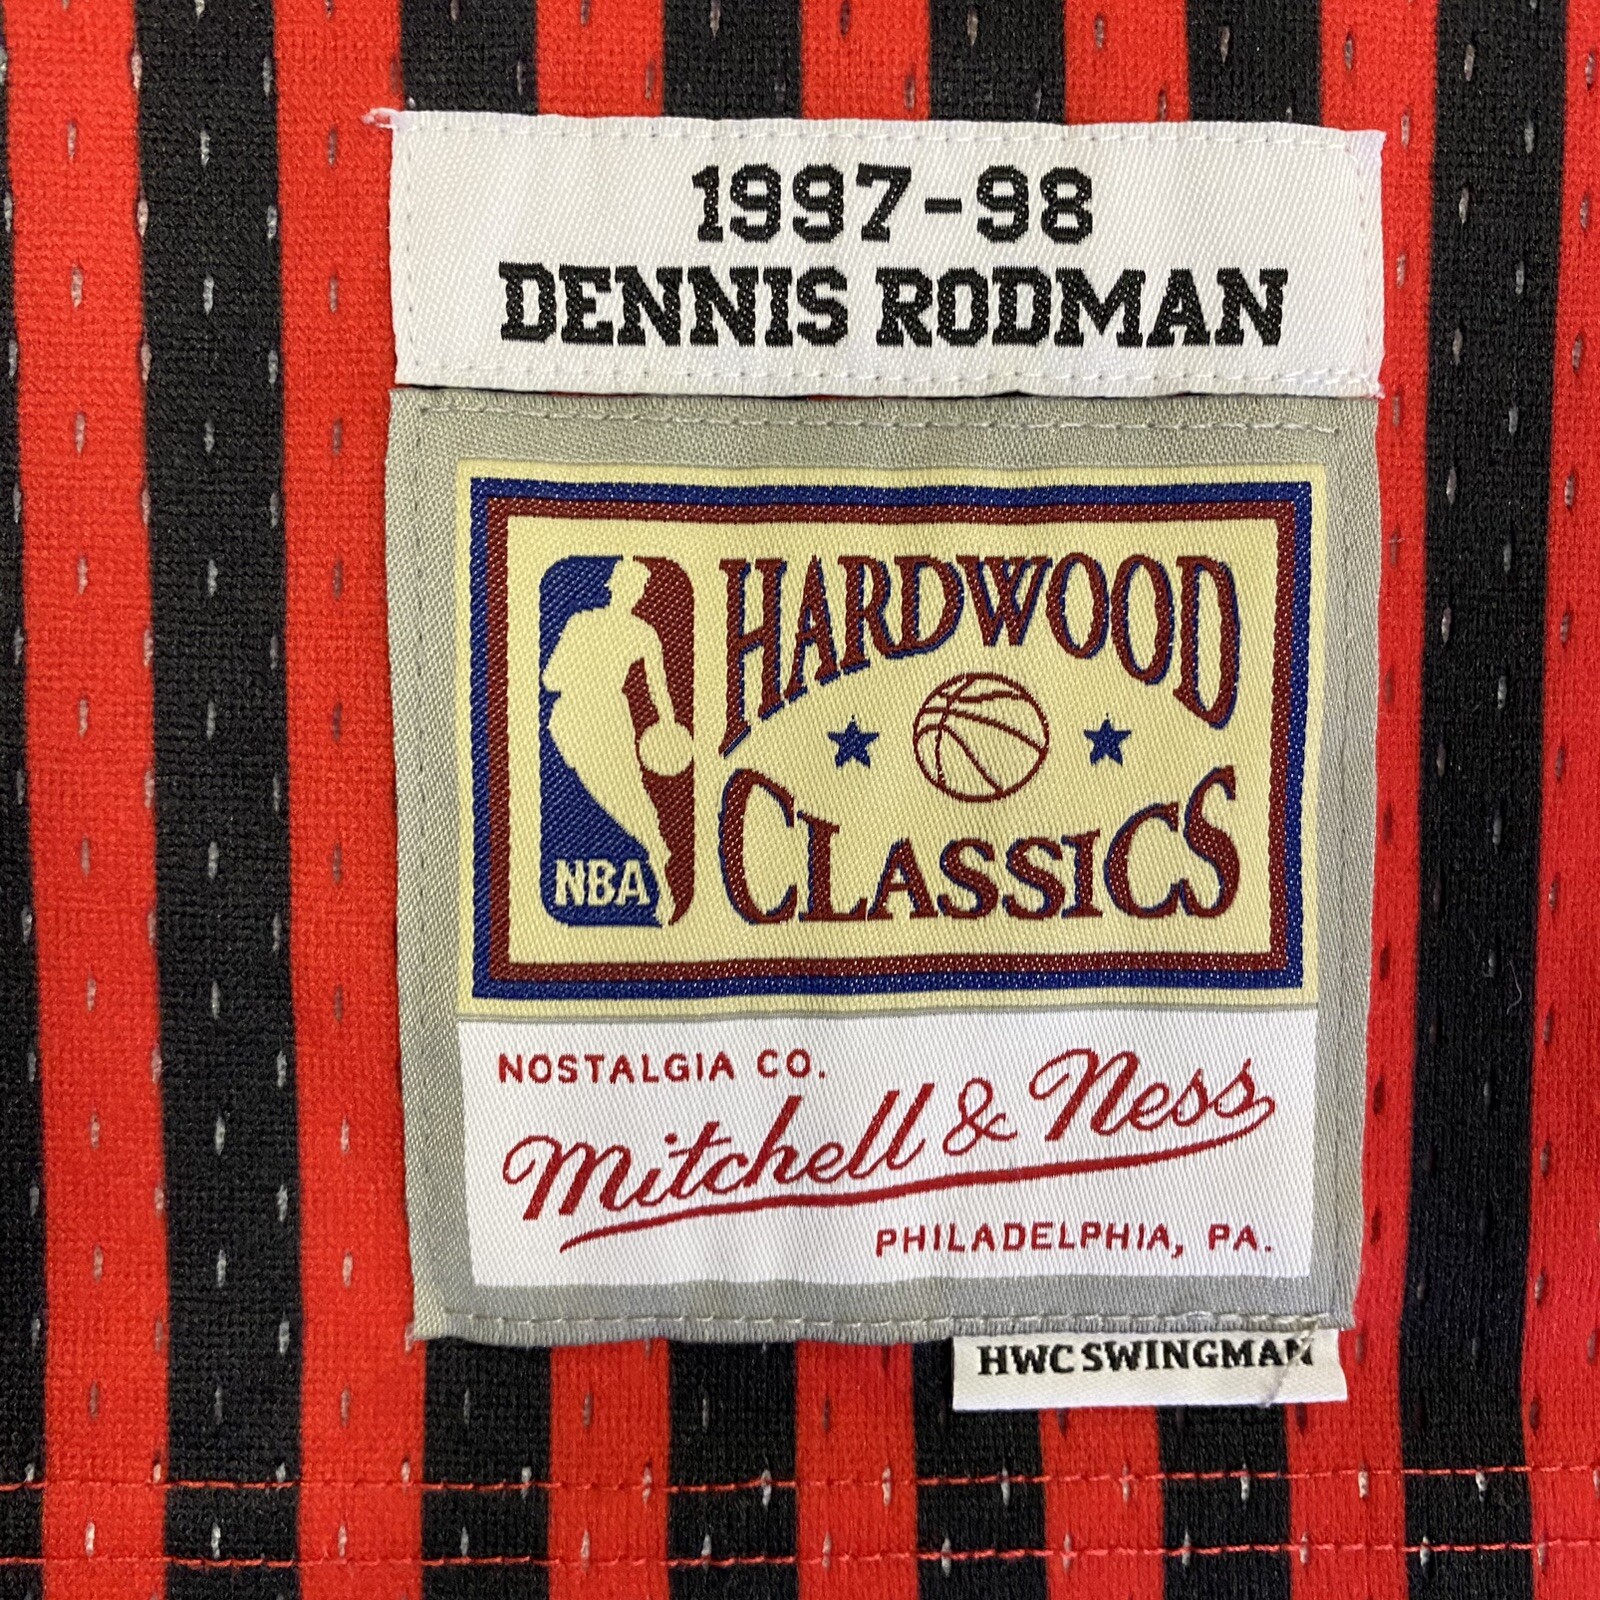 1997-98
DENNIS RODMAN
HARDWOOD
CLASSICS
NBA
NOSTALGIA CO.
Mitchell & Ness
PHILADELPHIA, PA.
HWC SWINGMAN